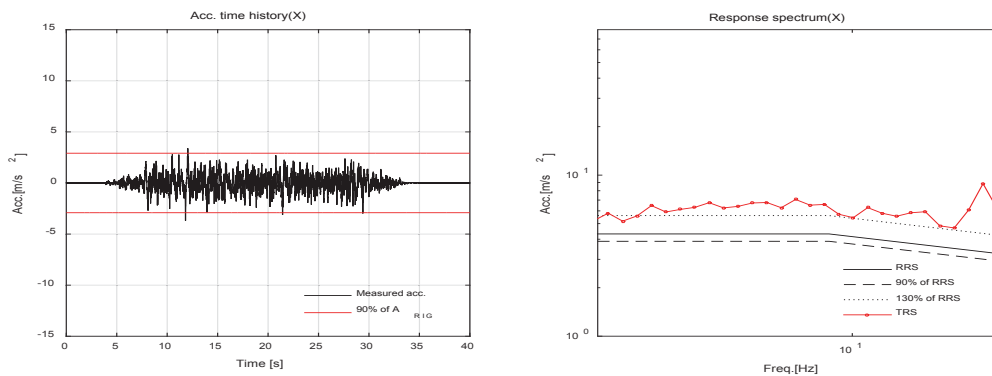 Acc. time history(X)
15
10
5
0
-5
-10
-15
Acc.[m/s 2 ]
0 5 10 15 20 25 30 35 40
Time [s]
Measured acc.
90% of A RIG
Response spectrum(X)
10 1
10 0
Acc.[m/s 2 ]
10 1
Freq.[Hz]
RRS
90% of RRS
130% of RRS
TRS